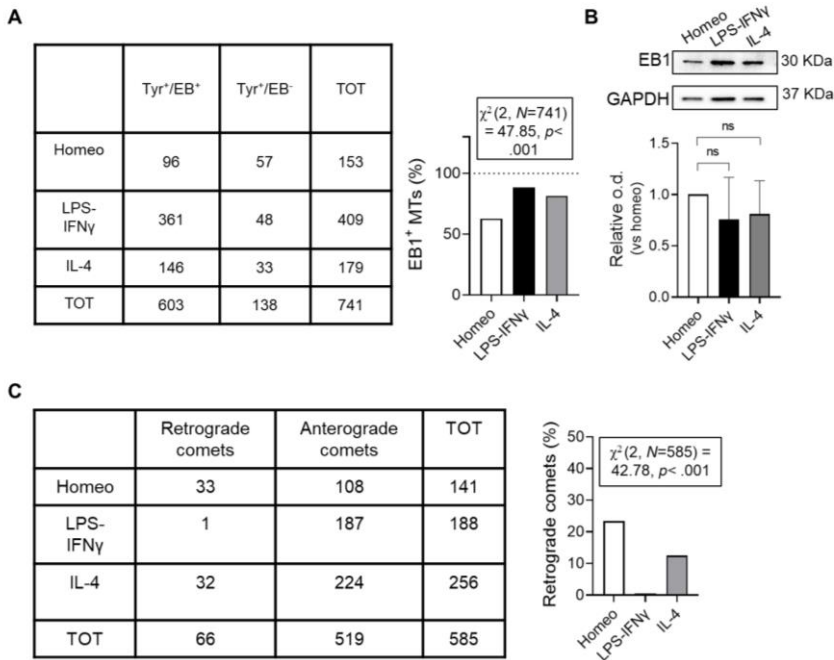 A
Tyr⁺/EB⁺ Tyr⁺/EB⁻ TOT
Homeo 96 57 153
LPS-
IFNγ 361 48 409
IL-4 146 33 179
TOT 603 138 741
χ²(2, N=741)
= 47.85, p<
.001
EB1⁺ MTs (%)
100
50
0
Homeo
LPS-IFNγ
IL-4
B
Homeo
LPS-IFNγ
IL-4
EB1 30 KDa
GAPDH 37 KDa
Relative o.d.
(vs homeo)
1.5
1.0
0.5
0.0
ns
ns
Homeo
LPS-IFNγ
IL-4
C
Retrograde
comets
Anterograde
comets
TOT
Homeo 33 108 141
LPS-
IFNγ 1 187 188
IL-4 32 224 256
TOT 66 519 585
χ²(2, N=585) =
42.78, p< .001
Retrograde comets (%)
50
40
30
20
10
0
Homeo
LPS-IFNγ
IL-4